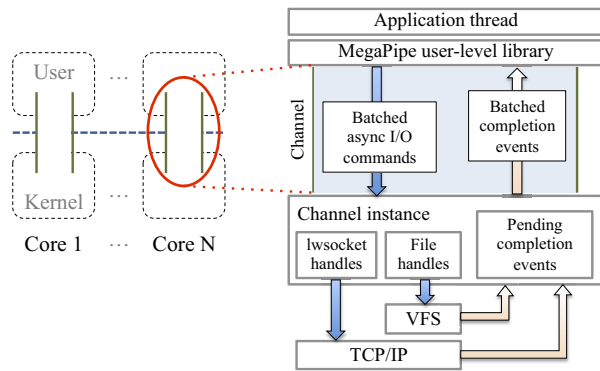 Application thread
MegaPipe user-level library
User
...
Channel
Batched
async I/O
commands
Batched
completion
events
Kernel
...
Core 1
...
Core N
Channel instance
lwsocket
handles
File
handles
Pending
completion
events
VFS
TCP/IP